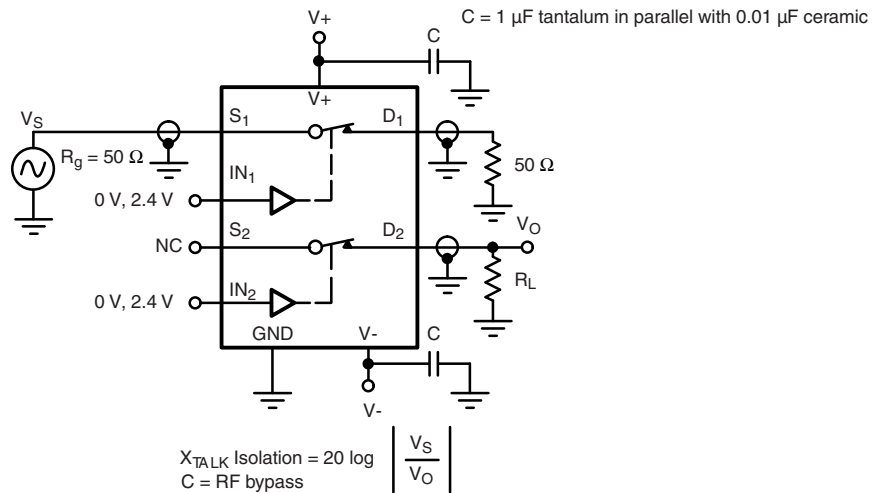 C = 1 µF tantalum in parallel with 0.01 µF ceramic
V+
C
V+
VS
S1
D1
Rg = 50 Ω
50 Ω
IN1
0 V, 2.4 V
S2
D2
VO
NC
RL
IN2
0 V, 2.4 V
GND
V-
C
V-
XTALK Isolation = 20 log | VS / VO |
C = RF bypass